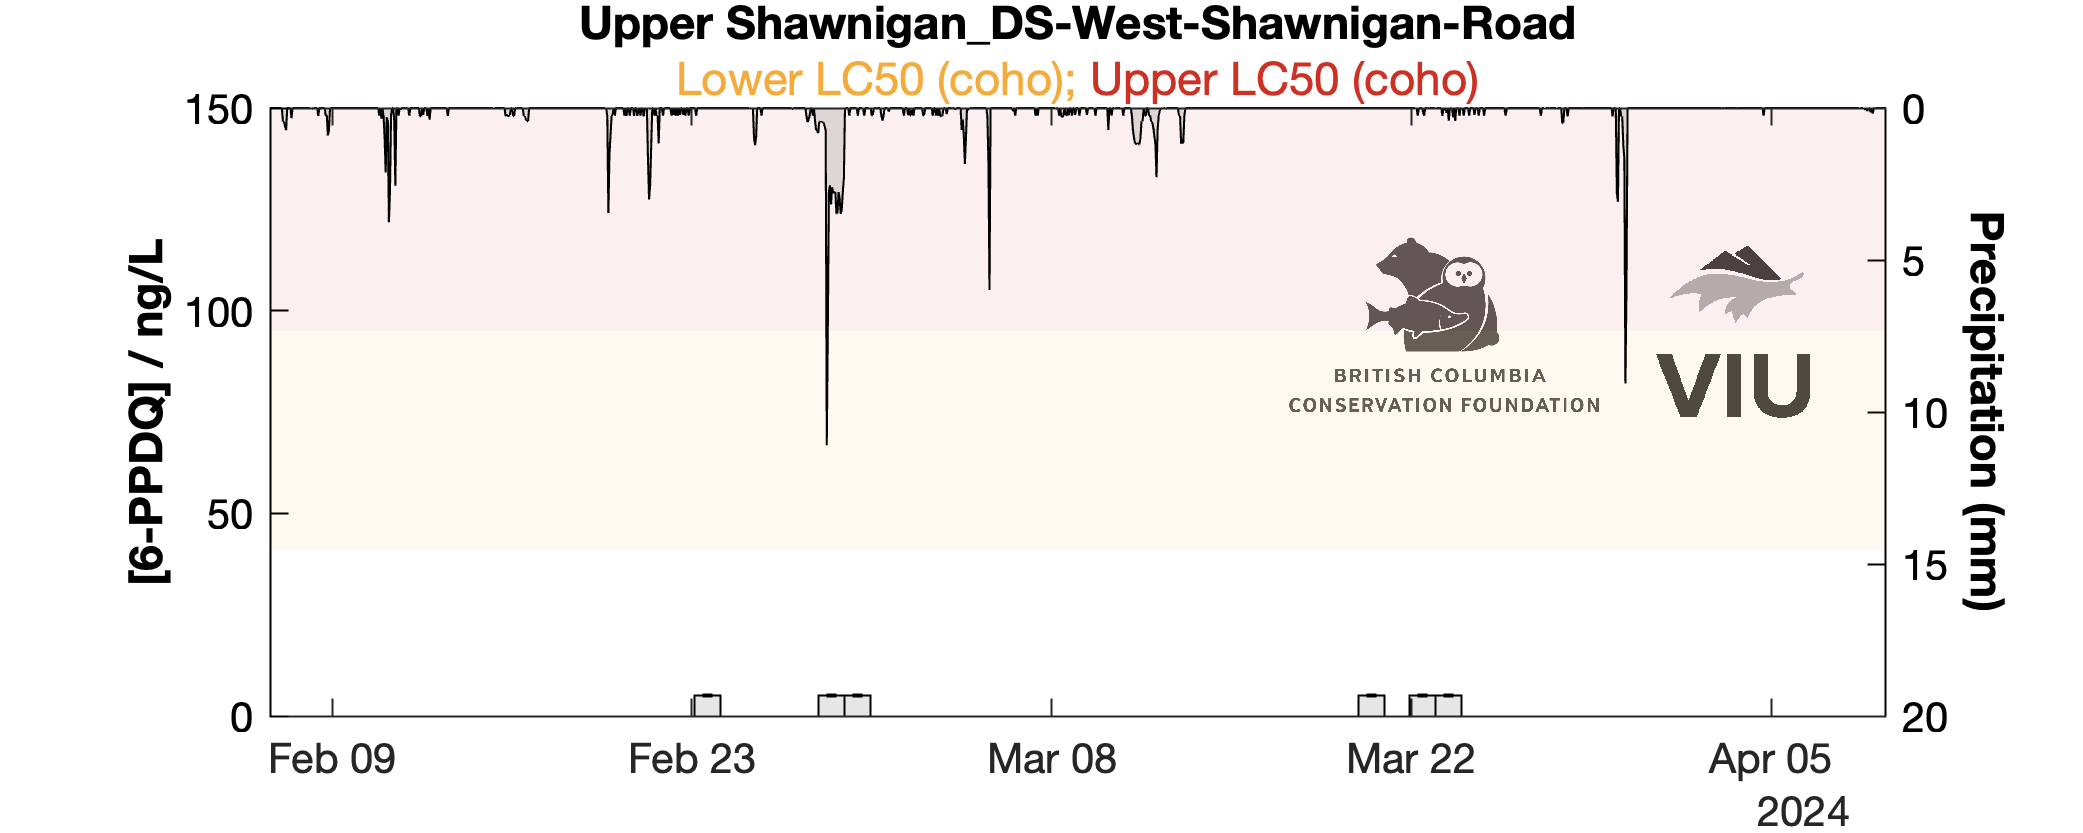 Upper Shawnigan_DS-West-Shawnigan-Road
Lower LC50 (coho); Upper LC50 (coho)
150
100
50
0
[6-PPDQ] / ng/L
0
5
10
15
20
Precipitation (mm)
BRITISH COLUMBIA
CONSERVATION FOUNDATION
VIU
Feb 09
Feb 23
Mar 08
Mar 22
Apr 05
2024